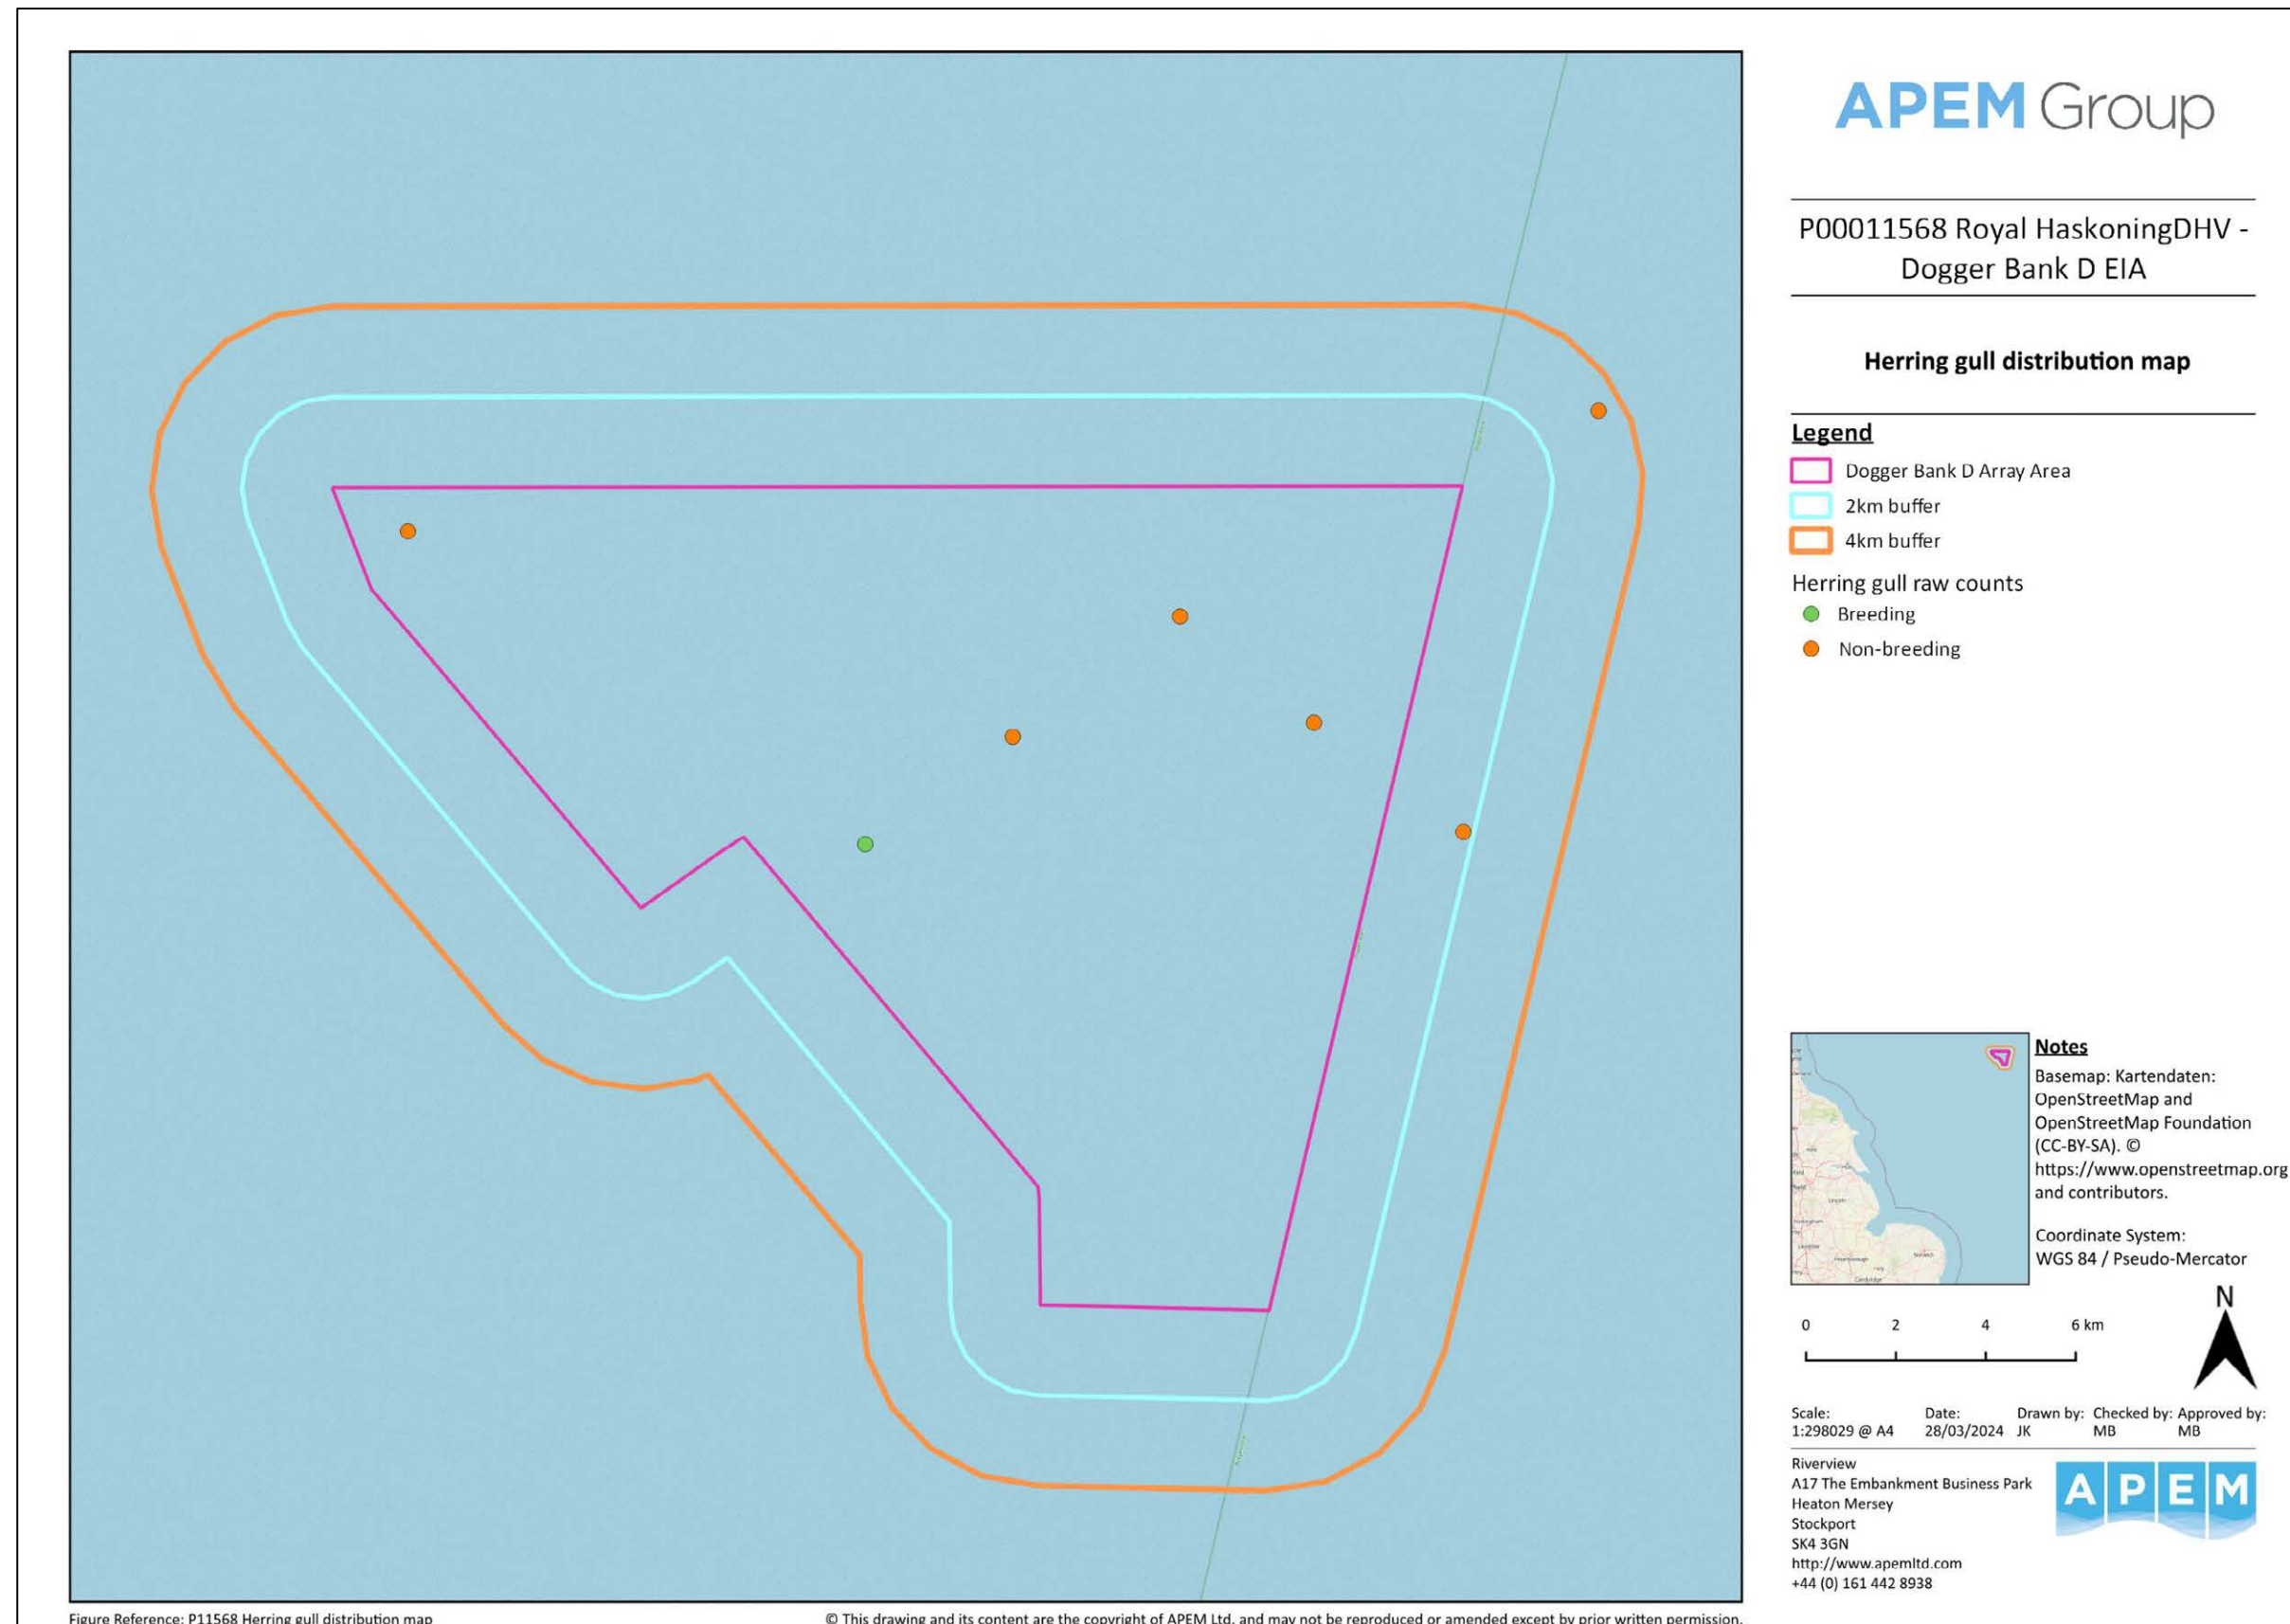 APEM Group
P00011568 Royal HaskoningDHV -
Dogger Bank D EIA
Herring gull distribution map
Legend
Dogger Bank D Array Area
2km buffer
4km buffer
Herring gull raw counts
Breeding
Non-breeding
Notes
Basemap: Kartendaten:
OpenStreetMap and
OpenStreetMap Foundation
(CC-BY-SA). ©
https://www.openstreetmap.org
and contributors.
Coordinate System:
WGS 84 / Pseudo-Mercator
Lincoln
Nottingham
Leicester
Peterborough
Norwich
Cambridge
N
0 2 4 6 km
Scale: Date: Drawn by: Checked by: Approved by:
1:298029 @ A4 28/03/2024 JK MB MB
Riverview
A17 The Embankment Business Park
Heaton Mersey
Stockport
SK4 3GN
http://www.apemltd.com
+44 (0) 161 442 8938
APEM
Figure Reference: P11568 Herring gull distribution map
© This drawing and its content are the copyright of APEM Ltd. and may not be reproduced or amended except by prior written permission.